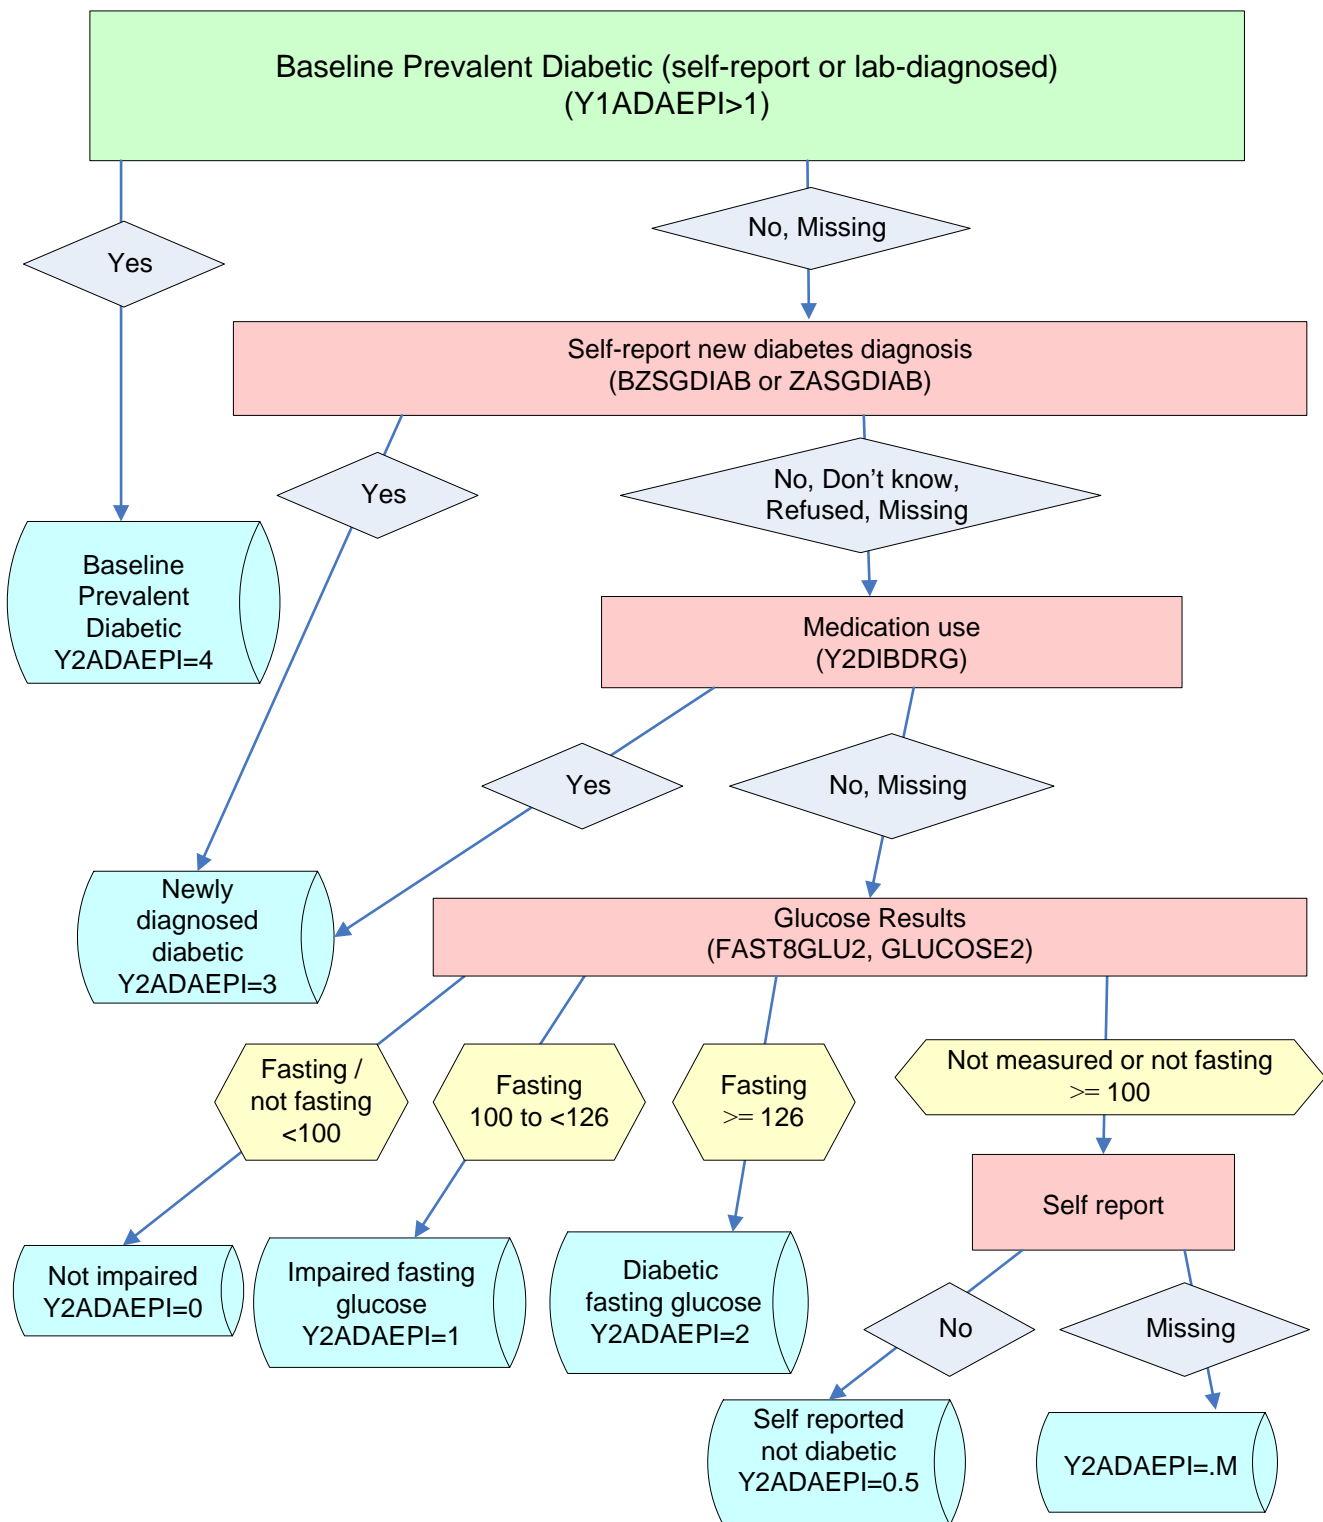 Baseline Prevalent Diabetic (self-report or lab-diagnosed)
(Y1ADAEPI>1)
Yes
No, Missing
Self-report new diabetes diagnosis
(BZSGDIAB or ZASGDIAB)
Yes
No, Don’t know,
Refused, Missing
Baseline
Prevalent
Diabetic
Y2ADAEPI=4
Medication use
(Y2DIBDRG)
Yes
No, Missing
Newly
diagnosed
diabetic
Y2ADAEPI=3
Glucose Results
(FAST8GLU2, GLUCOSE2)
Fasting /
not fasting
<100
Fasting
100 to <126
Fasting
>= 126
Not measured or not fasting
>= 100
Self report
Not impaired
Y2ADAEPI=0
Impaired fasting
glucose
Y2ADAEPI=1
Diabetic
fasting glucose
Y2ADAEPI=2
No
Missing
Self reported
not diabetic
Y2ADAEPI=0.5
Y2ADAEPI=.M